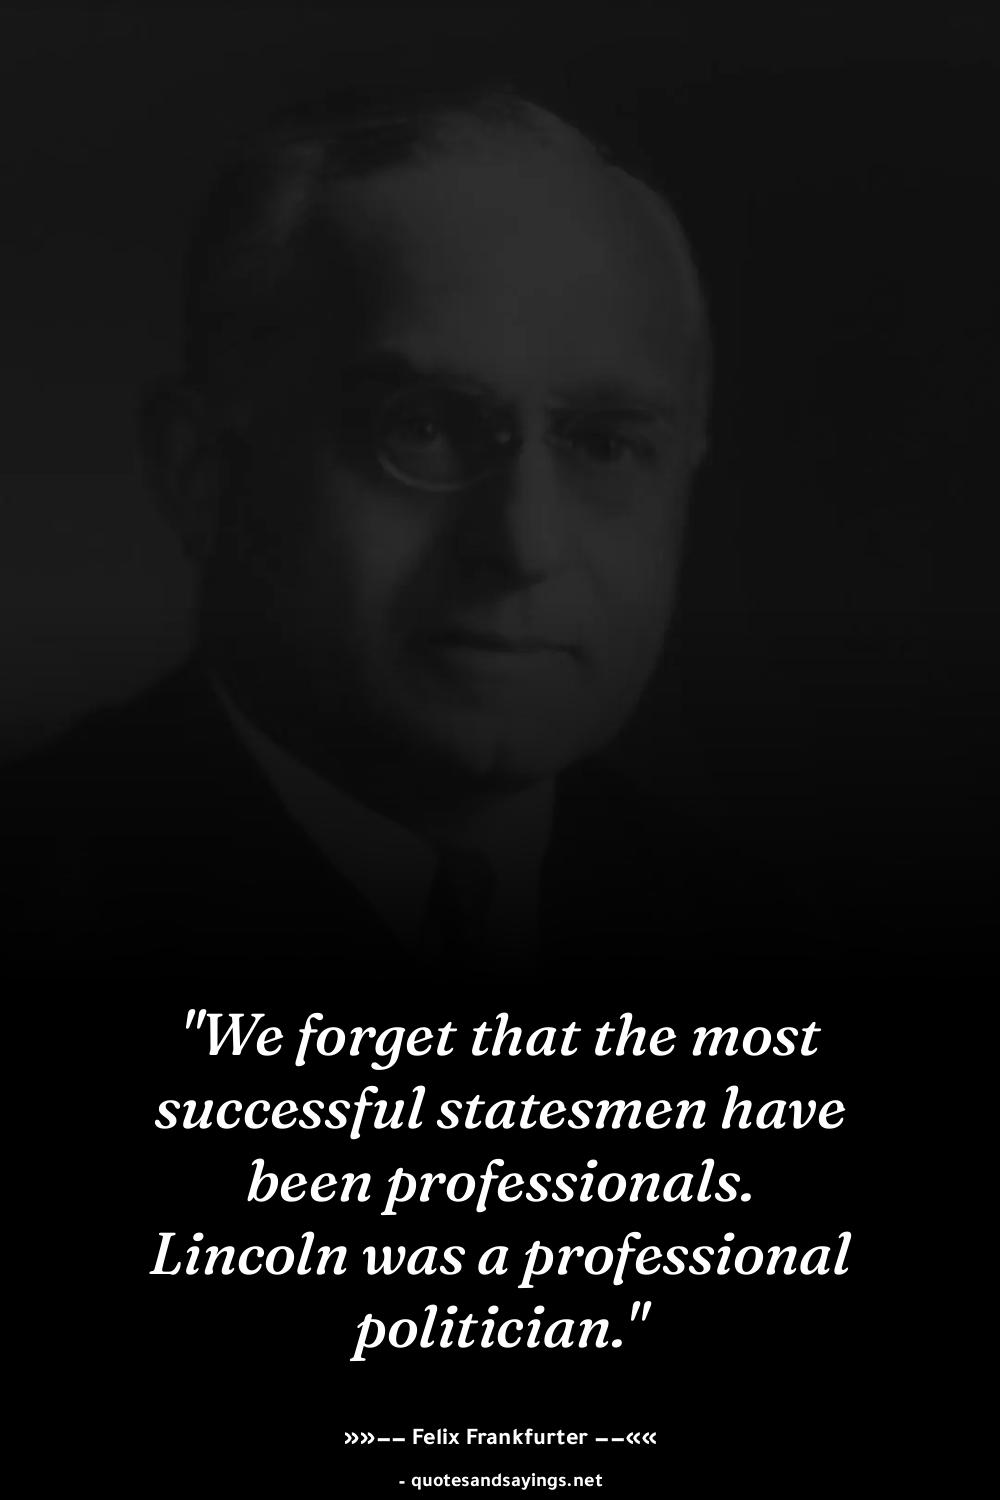 "We forget that the most
successful statesmen have
been professionals.
Lincoln was a professional
politician."
»»−− Felix Frankfurter −−««
- quotesandsayings.net